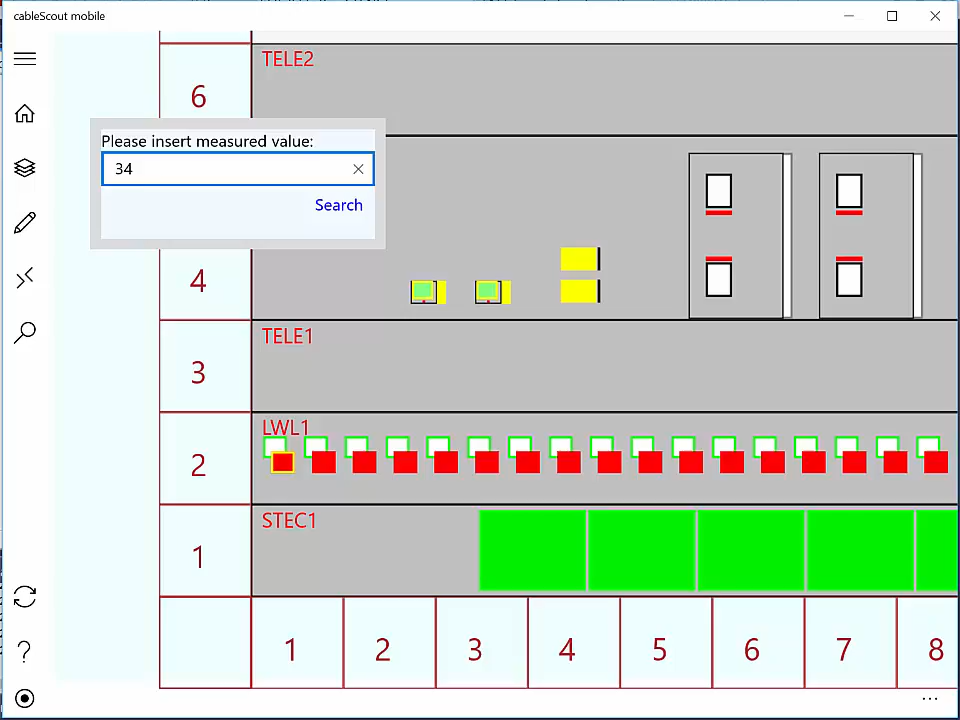 cableScout mobile
TELE2
6
Please insert measured value:
34
Search
4
TELE1
3
LWL1
2
STEC1
1
1 2 3 4 5 6 7 8